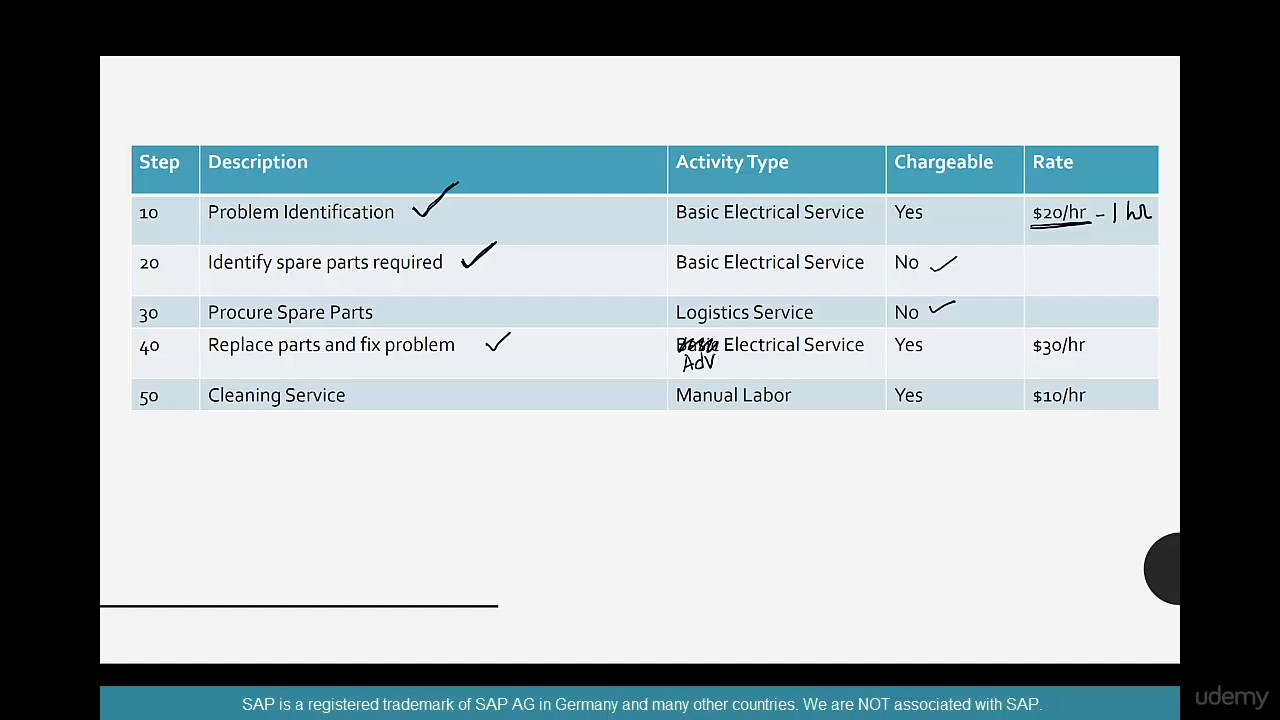 Step Description Activity Type Chargeable Rate
10 Problem Identification Basic Electrical Service Yes $20/hr - 1 hr
20 Identify spare parts required Basic Electrical Service No
30 Procure Spare Parts Logistics Service No
40 Replace parts and fix problem Electrical Service Yes $30/hr
Adv
50 Cleaning Service Manual Labor Yes $10/hr
SAP is a registered trademark of SAP AG in Germany and many other countries. We are NOT associated with SAP.
udemy